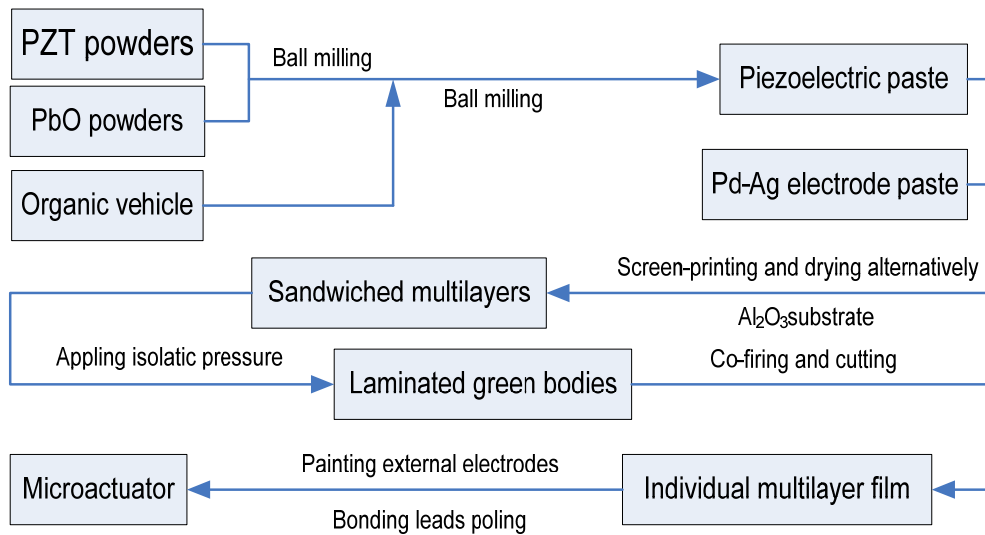 PZT powders
Ball milling
Piezoelectric paste
PbO powders
Ball milling
Organic vehicle
Pd-Ag electrode paste
Screen-printing and drying alternatively
Sandwiched multilayers
Al₂O₃substrate
Appling isolatic pressure
Co-firing and cutting
Laminated green bodies
Painting external electrodes
Microactuator
Individual multilayer film
Bonding leads poling